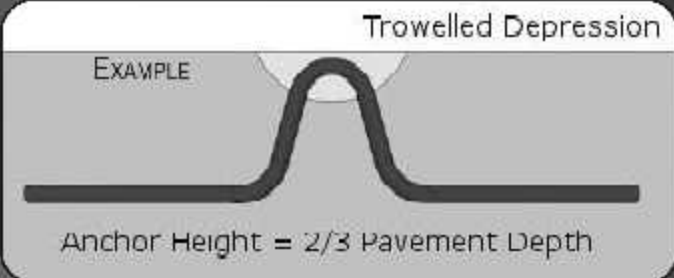 Trowelled Depression
EXAMPLE
Anchor Height = 2/3 Pavement Depth